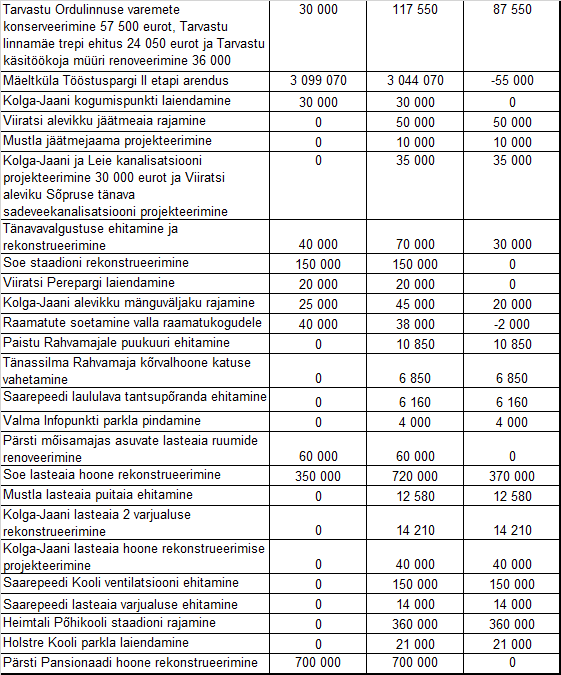 Tarvastu Ordulinnuse varemete 30 000 117 550 87 550
konserveerimine 57 500 eurot, Tarvastu
linnamäe trepi ehitus 24 050 eurot ja Tarvastu
käsitöökoja müüri renoveerimine 36 000
Mäeltküla Tööstuspargi II etapi arendus 3 099 070 3 044 070 -55 000
Kolga-Jaani kogumispunkti laiendamine 30 000 30 000 0
Viiratsi alevikku jäätmeaia rajamine 0 50 000 50 000
Mustla jäätmejaama projekteerimine 0 10 000 10 000
Kolga-Jaani ja Leie kanalisatsiooni 0 35 000 35 000
projekteerimine 30 000 eurot ja Viiratsi
aleviku Sõpruse tänava
sadeveekanalisatsiooni projekteerimine
Tänavavalgustuse ehitamine ja
rekonstrueerimine 40 000 70 000 30 000
Soe staadioni rekonstrueerimine 150 000 150 000 0
Viiratsi Perepargi laiendamine 20 000 20 000 0
Kolga-Jaani alevikku mänguväljaku rajamine 25 000 45 000 20 000
Raamatute soetamine valla raamatukogudele 40 000 38 000 -2 000
Paistu Rahvamajale puukuuri ehitamine 0 10 850 10 850
Tänassilma Rahvamaja kõrvalhoone katuse
vahetamine 0 6 850 6 850
Saarepeedi laululava tantsupõranda ehitamine 0 6 160 6 160
Valma Infopunkti parkla pindamine 0 4 000 4 000
Pärsti mõisamajas asuvate lasteaia ruumide
renoveerimine 60 000 60 000 0
Soe lasteaia hoone rekonstrueerimine 350 000 720 000 370 000
Mustla lasteaia puitaia ehitamine 0 12 580 12 580
Kolga-Jaani lasteaia 2 varjualuse
rekonstrueerimine 0 14 210 14 210
Kolga-Jaani lasteaia hoone rekonstrueerimise
projekteerimine 0 40 000 40 000
Saarepeedi Kooli ventilatsiooni ehitamine 0 150 000 150 000
Saarepeedi lasteaia varjualuse ehitamine 0 14 000 14 000
Heimtali Põhikooli staadioni rajamine 0 360 000 360 000
Holstre Kooli parkla laiendamine 0 21 000 21 000
Pärsti Pansionaadi hoone rekonstrueerimine 700 000 700 000 0